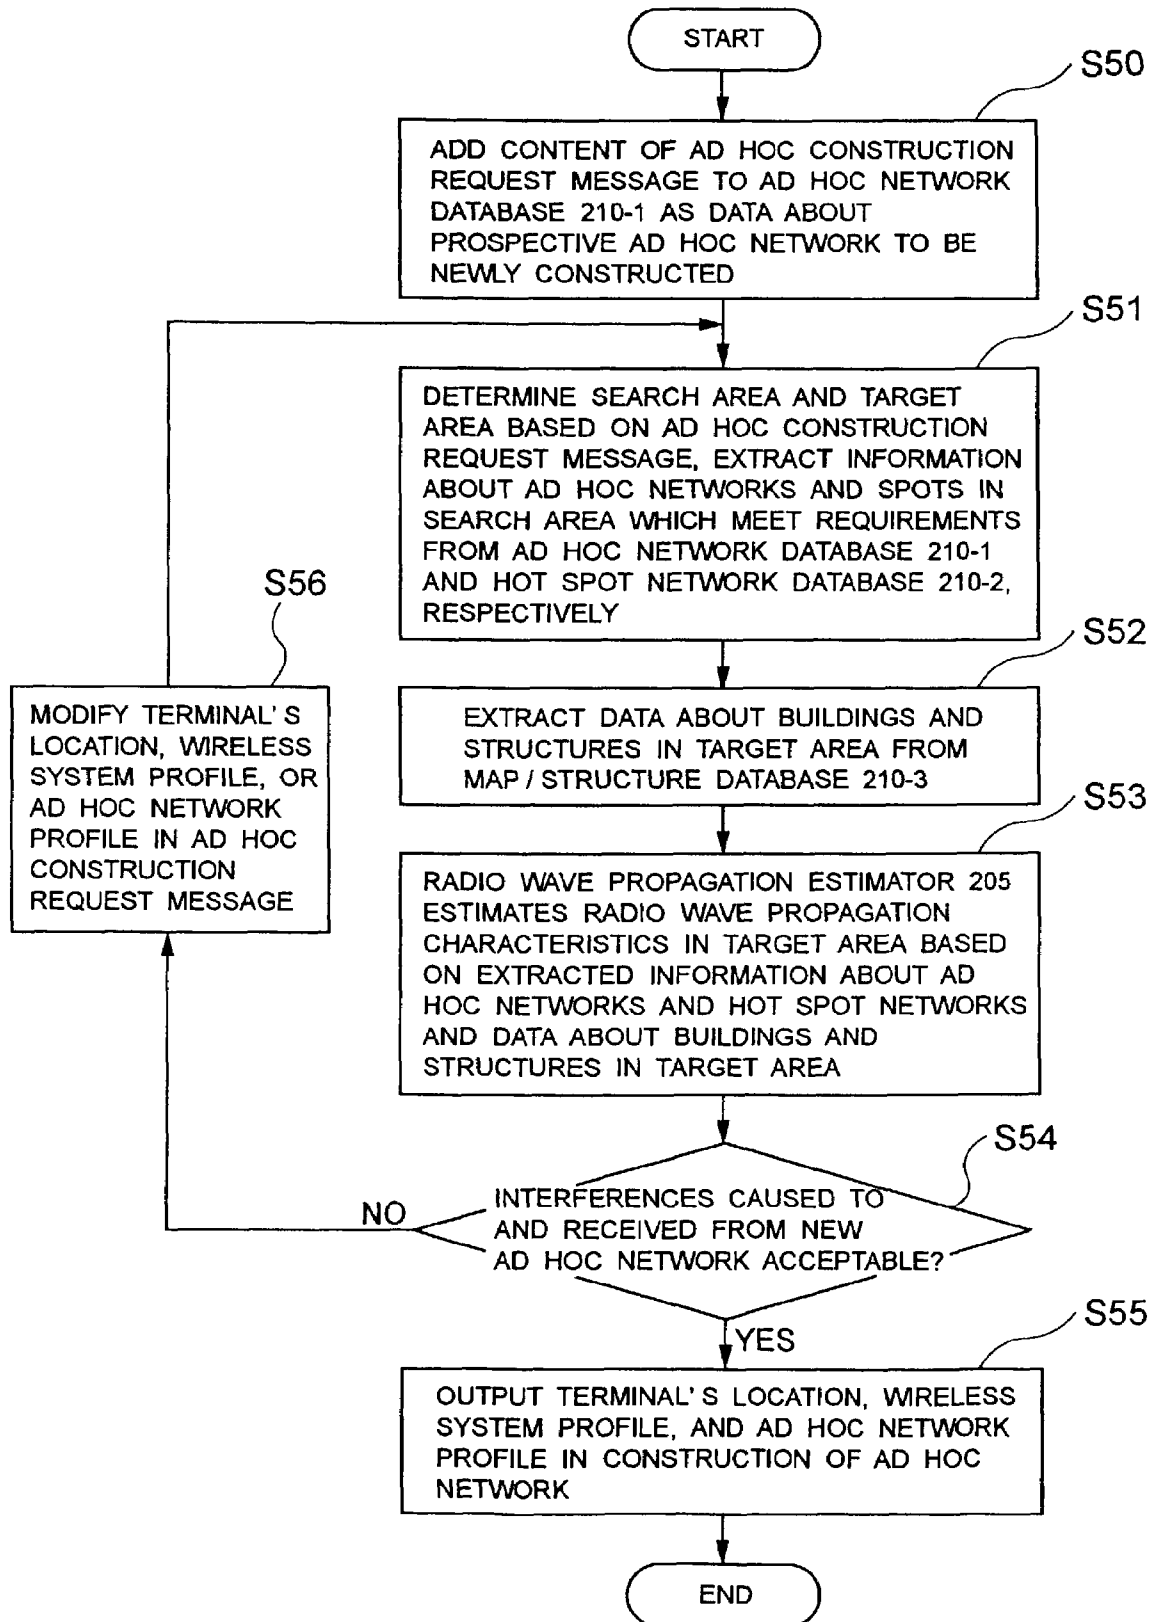 START
S50
ADD CONTENT OF AD HOC CONSTRUCTION
REQUEST MESSAGE TO AD HOC NETWORK
DATABASE 210-1 AS DATA ABOUT
PROSPECTIVE AD HOC NETWORK TO BE
NEWLY CONSTRUCTED
S51
DETERMINE SEARCH AREA AND TARGET
AREA BASED ON AD HOC CONSTRUCTION
REQUEST MESSAGE, EXTRACT INFORMATION
ABOUT AD HOC NETWORKS AND SPOTS IN
SEARCH AREA WHICH MEET REQUIREMENTS
FROM AD HOC NETWORK DATABASE 210-1
AND HOT SPOT NETWORK DATABASE 210-2,
RESPECTIVELY
S52
EXTRACT DATA ABOUT BUILDINGS AND
STRUCTURES IN TARGET AREA FROM
MAP / STRUCTURE DATABASE 210-3
S53
RADIO WAVE PROPAGATION ESTIMATOR 205
ESTIMATES RADIO WAVE PROPAGATION
CHARACTERISTICS IN TARGET AREA BASED
ON EXTRACTED INFORMATION ABOUT AD
HOC NETWORKS AND HOT SPOT NETWORKS
AND DATA ABOUT BUILDINGS AND
STRUCTURES IN TARGET AREA
S54
INTERFERENCES CAUSED TO
AND RECEIVED FROM NEW
AD HOC NETWORK ACCEPTABLE?
NO
S56
MODIFY TERMINAL'S
LOCATION, WIRELESS
SYSTEM PROFILE, OR
AD HOC NETWORK
PROFILE IN AD HOC
CONSTRUCTION
REQUEST MESSAGE
YES
S55
OUTPUT TERMINAL'S LOCATION, WIRELESS
SYSTEM PROFILE, AND AD HOC NETWORK
PROFILE IN CONSTRUCTION OF AD HOC
NETWORK
END